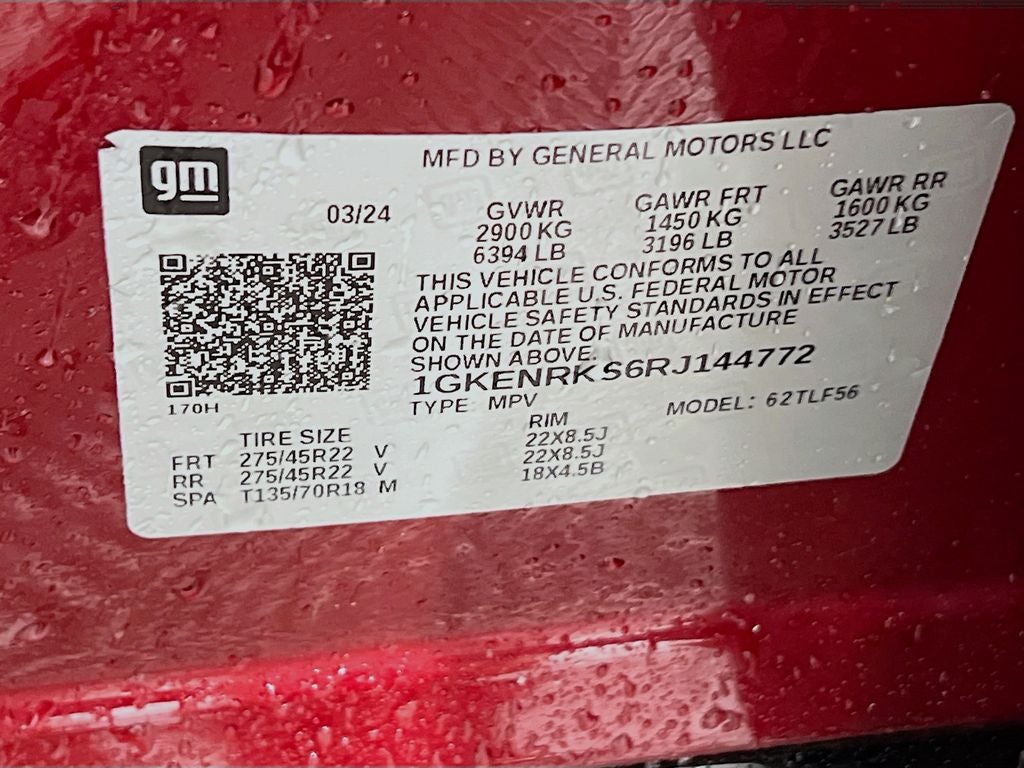 gm
MFD BY GENERAL MOTORS LLC
03/24
GVWR GAWR FRT GAWR RR
2900 KG 1450 KG 1600 KG
6394 LB 3196 LB 3527 LB
THIS VEHICLE CONFORMS TO ALL
APPLICABLE U.S. FEDERAL MOTOR
VEHICLE SAFETY STANDARDS IN EFFECT
ON THE DATE OF MANUFACTURE
SHOWN ABOVE.
1GKENRKS6RJ144772
170H
TYPE MPV MODEL: 62TLF56
TIRE SIZE RIM
FRT 275/45R22 V 22X8.5J
RR 275/45R22 V 22X8.5J
SPA T135/70R18 M 18X4.5B